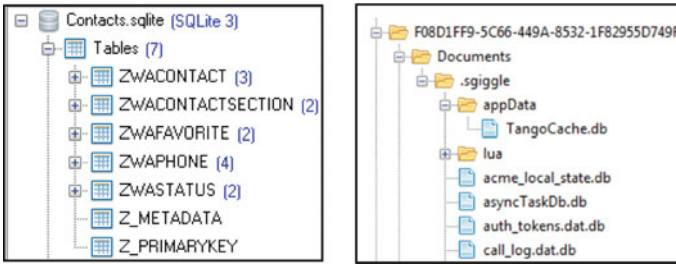 Contacts.sqlite (SQLite 3)
Tables (7)
ZWACONTACT (3)
ZWACONTACTSECTION (2)
ZWAFAVORITE (2)
ZWAPHONE (4)
ZWASTATUS (2)
Z_METADATA
Z_PRIMARYKEY
F08D1FF9-5C66-449A-8532-1F82955D749F
Documents
.sgiggle
appData
TangoCache.db
lua
acme_local_state.db
asyncTaskDb.db
auth_tokens.dat.db
call_log.dat.db